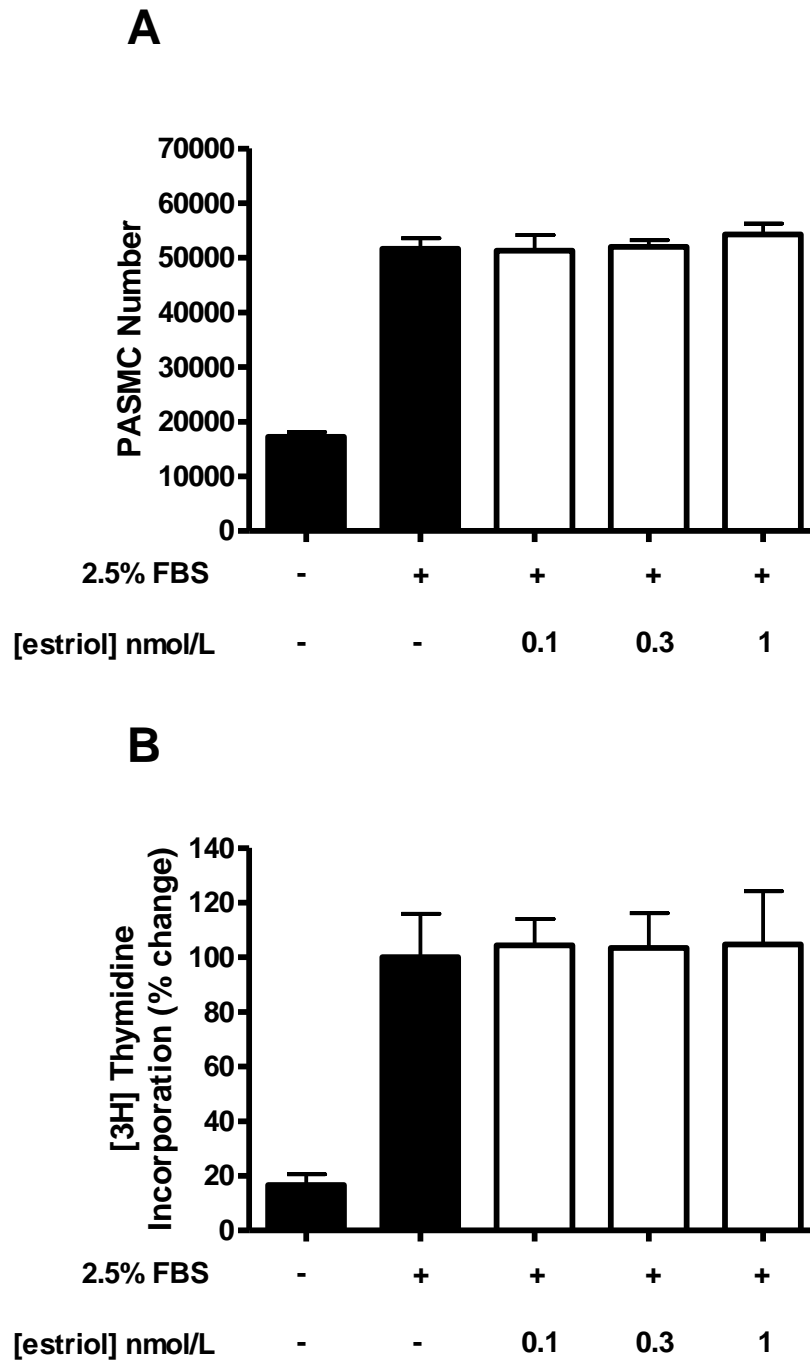 A
PASMC Number
70000
60000
50000
40000
30000
20000
10000
0
2.5% FBS - + + + +
[estriol] nmol/L - - 0.1 0.3 1
B
[3H] Thymidine
Incorporation (% change)
140
120
100
80
60
40
20
0
2.5% FBS - + + + +
[estriol] nmol/L - - 0.1 0.3 1